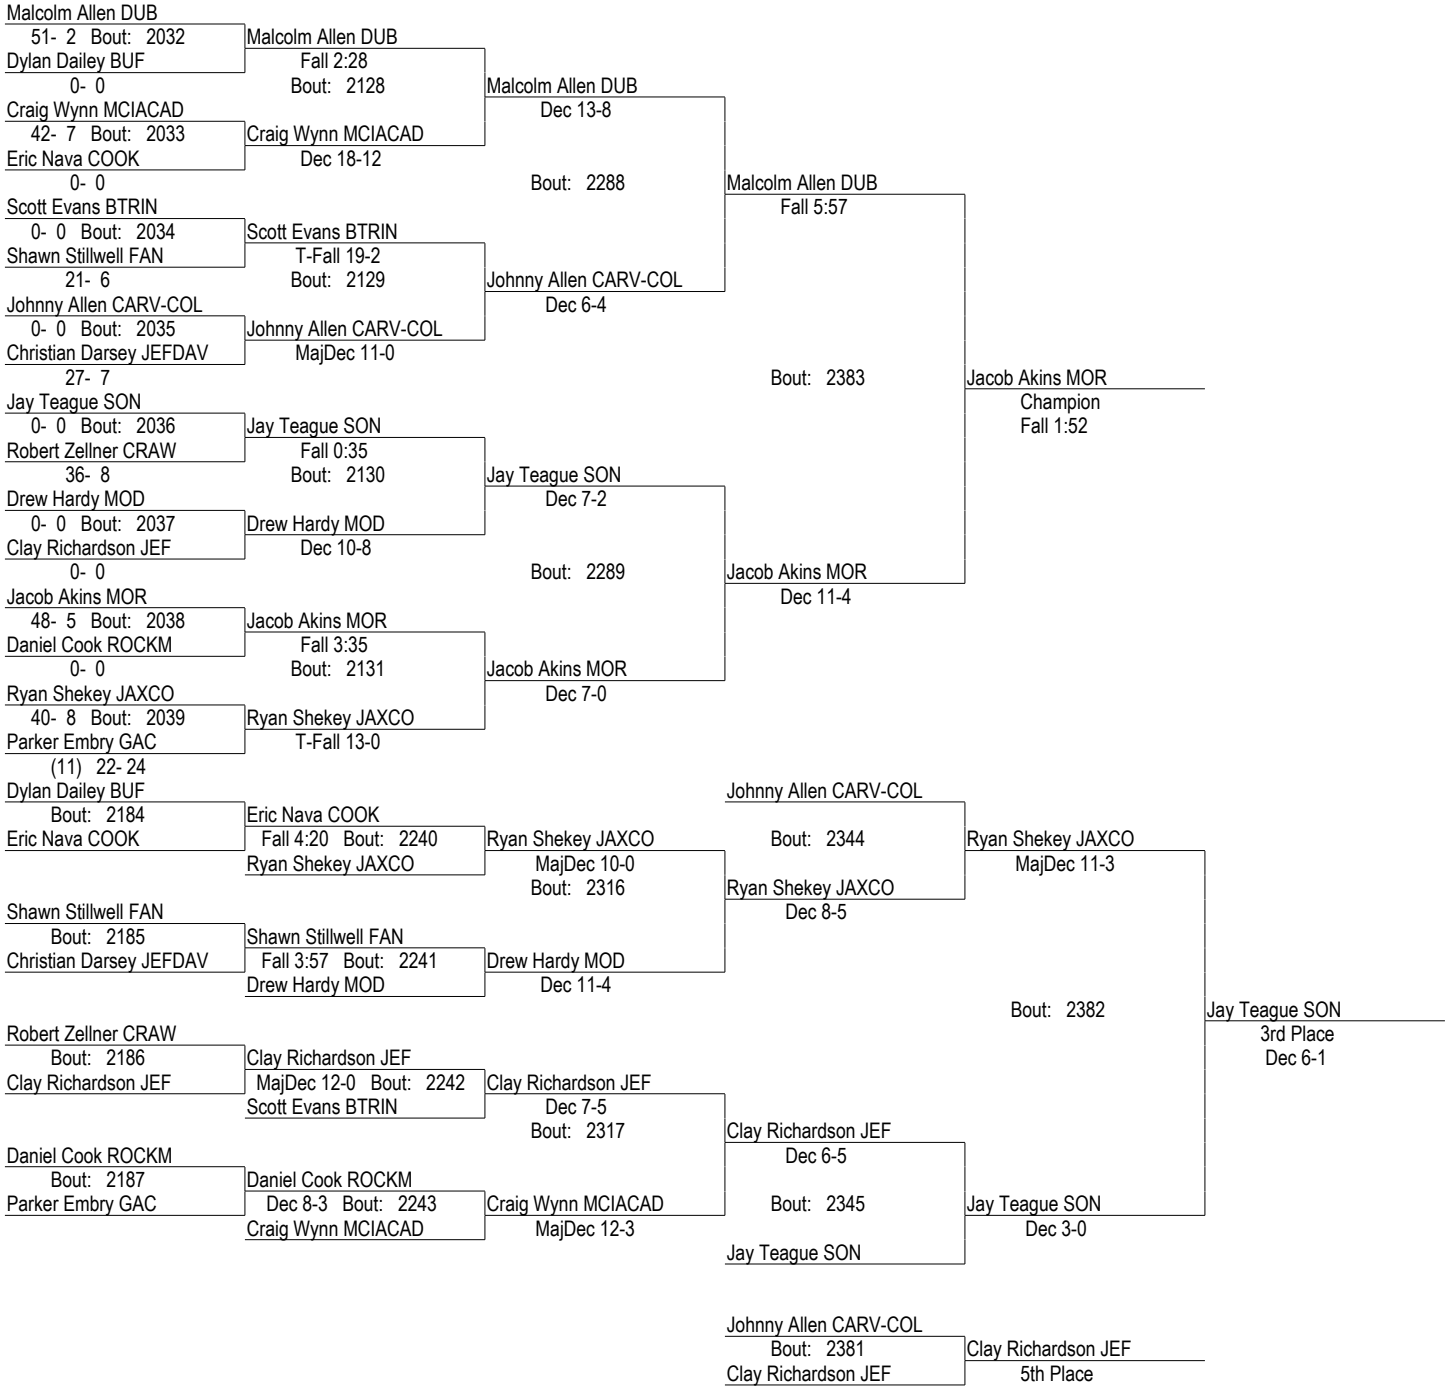 Malcolm Allen DUB
51- 2 Bout: 2032
Malcolm Allen DUB
Dylan Dailey BUF
Fall 2:28
0- 0
Bout: 2128
Malcolm Allen DUB
Craig Wynn MCIACAD
Dec 13-8
42- 7 Bout: 2033
Craig Wynn MCIACAD
Eric Nava COOK
Dec 18-12
0- 0
Bout: 2288
Malcolm Allen DUB
Scott Evans BTRIN
Fall 5:57
0- 0 Bout: 2034
Scott Evans BTRIN
Shawn Stillwell FAN
T-Fall 19-2
21- 6
Bout: 2129
Johnny Allen CARV-COL
Johnny Allen CARV-COL
Dec 6-4
0- 0 Bout: 2035
Johnny Allen CARV-COL
Christian Darsey JEFDAV
MajDec 11-0
27- 7
Bout: 2383
Jacob Akins MOR
Jay Teague SON
Champion
0- 0 Bout: 2036
Jay Teague SON
Fall 1:52
Robert Zellner CRAW
Fall 0:35
36- 8
Bout: 2130
Jay Teague SON
Drew Hardy MOD
Dec 7-2
0- 0 Bout: 2037
Drew Hardy MOD
Clay Richardson JEF
Dec 10-8
0- 0
Bout: 2289
Jacob Akins MOR
Jacob Akins MOR
Dec 11-4
48- 5 Bout: 2038
Jacob Akins MOR
Daniel Cook ROCKM
Fall 3:35
0- 0
Bout: 2131
Jacob Akins MOR
Ryan Shekey JAXCO
Dec 7-0
40- 8 Bout: 2039
Ryan Shekey JAXCO
Parker Embry GAC
T-Fall 13-0
(11) 22- 24
Dylan Dailey BUF
Johnny Allen CARV-COL
Bout: 2184
Eric Nava COOK
Eric Nava COOK
Fall 4:20 Bout: 2240
Ryan Shekey JAXCO
Bout: 2344
Ryan Shekey JAXCO
Ryan Shekey JAXCO
MajDec 10-0
MajDec 11-3
Bout: 2316
Ryan Shekey JAXCO
Shawn Stillwell FAN
Dec 8-5
Bout: 2185
Shawn Stillwell FAN
Christian Darsey JEFDAV
Fall 3:57 Bout: 2241
Drew Hardy MOD
Drew Hardy MOD
Dec 11-4
Bout: 2382
Jay Teague SON
Robert Zellner CRAW
3rd Place
Bout: 2186
Clay Richardson JEF
Dec 6-1
Clay Richardson JEF
MajDec 12-0 Bout: 2242
Clay Richardson JEF
Scott Evans BTRIN
Dec 7-5
Bout: 2317
Clay Richardson JEF
Daniel Cook ROCKM
Dec 6-5
Bout: 2187
Daniel Cook ROCKM
Parker Embry GAC
Dec 8-3 Bout: 2243
Craig Wynn MCIACAD
Bout: 2345
Jay Teague SON
Craig Wynn MCIACAD
MajDec 12-3
Dec 3-0
Jay Teague SON
Johnny Allen CARV-COL
Bout: 2381
Clay Richardson JEF
Clay Richardson JEF
5th Place